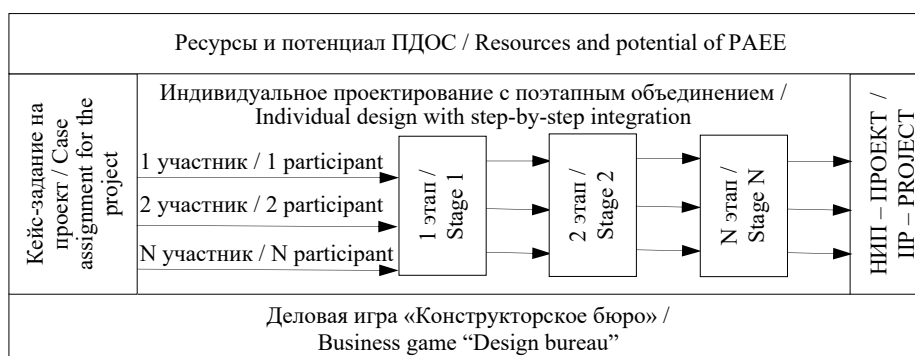 Ресурсы и потенциал ПДОС / Resources and potential of PAEE
Кейс-задание на
проект / Case
assignment for the
project
Индивидуальное проектирование с поэтапным объединением /
Individual design with step-by-step integration
1 участник / 1 participant
2 участник / 2 participant
N участник / N participant
1 этап /
Stage 1
2 этап /
Stage 2
N этап /
Stage N
НИП – ПРОЕКТ /
IIP – PROJECT
Деловая игра «Конструкторское бюро» /
Business game “Design bureau”